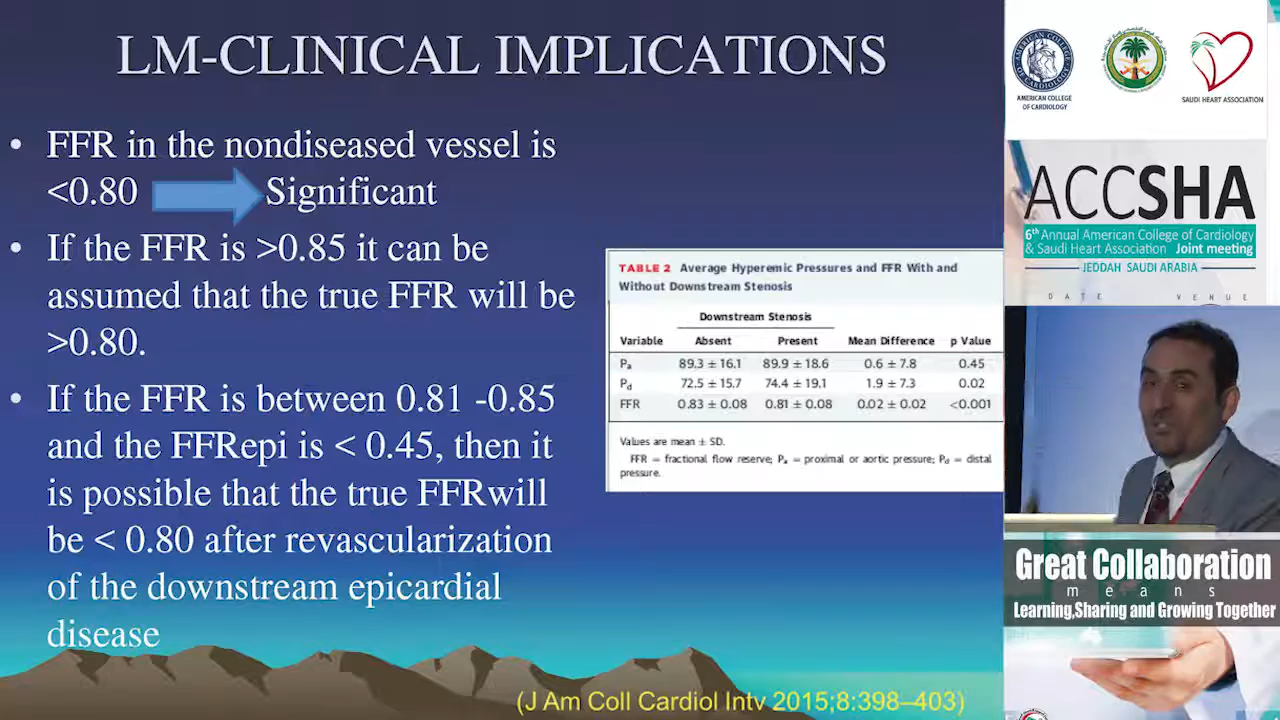 LM-CLINICAL IMPLICATIONS
• FFR in the nondiseased vessel is
<0.80 Significant
• If the FFR is >0.85 it can be
assumed that the true FFR will be
>0.80.
• If the FFR is between 0.81 -0.85
and the FFRepi is < 0.45, then it
is possible that the true FFRwill
be < 0.80 after revascularization
of the downstream epicardial
disease
TABLE 2 Average Hyperemic Pressures and FFR With and
Without Downstream Stenosis
Downstream Stenosis
Variable Absent Present Mean Difference p Value
Pa 89.3 ± 16.1 89.9 ± 18.6 0.6 ± 7.8 0.45
Pd 72.5 ± 15.7 74.4 ± 19.1 1.9 ± 7.3 0.02
FFR 0.83 ± 0.08 0.81 ± 0.08 0.02 ± 0.02 <0.001
Values are mean ± SD.
FFR = fractional flow reserve; Pa = proximal or aortic pressure; Pd = distal
pressure.
(J Am Coll Cardiol Intv 2015;8:398–403)
AMERICAN COLLEGE
OF CARDIOLOGY
SAUDI HEART ASSOCIATION
ACCSHA
6th Annual American College of Cardiology
& Saudi Heart Association Joint meeting
JEDDAH SAUDI ARABIA
DATE VENUE
Great Collaboration
means
Learning,Sharing and Growing Together